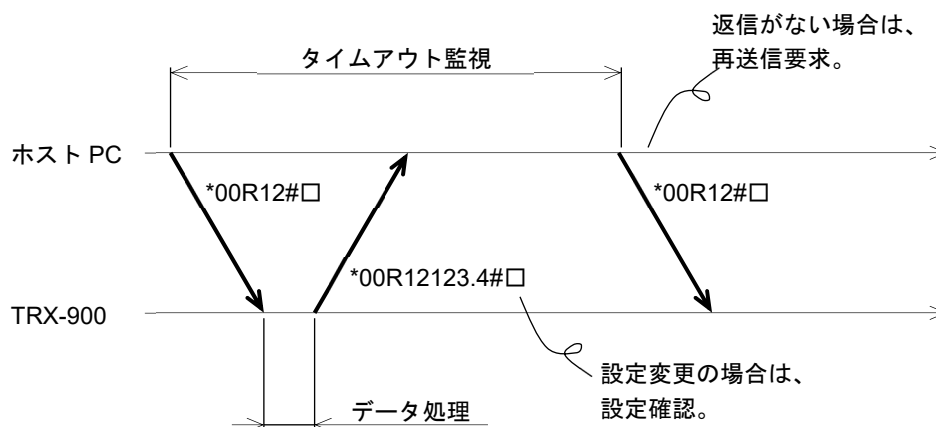 返信がない場合は、
再送信要求。
タイムアウト監視
ホスト PC
*00R12#□
*00R12#□
*00R12123.4#□
TRX-900
設定変更の場合は、
設定確認。
データ処理